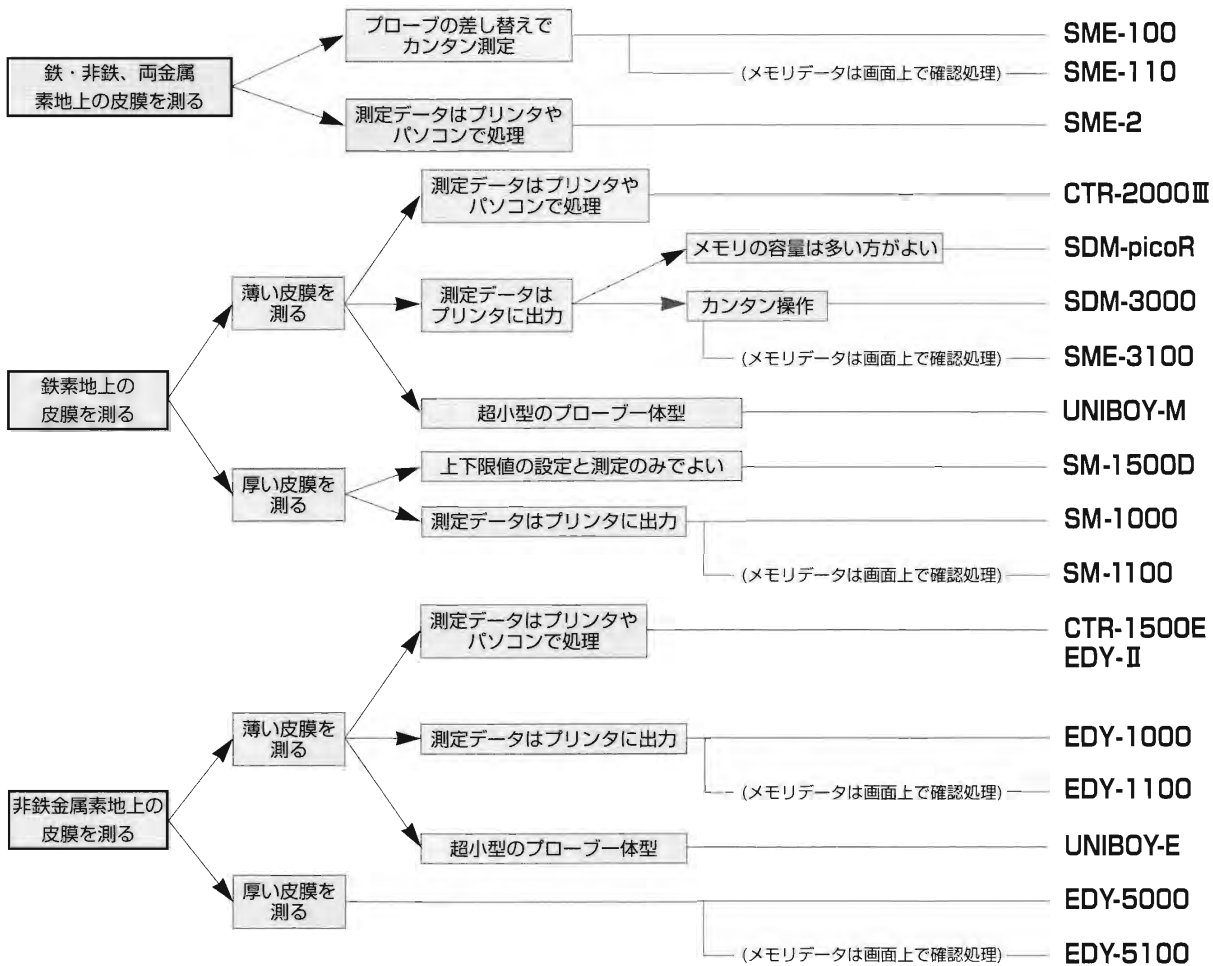 プローブの差し替えで
カンタン測定
SME-100
(メモリデータは画面上で確認処理)
SME-110
鉄・非鉄、両金属
素地上の皮膜を測る
測定データはプリンタや
パソコンで処理
SME-2
測定データはプリンタや
パソコンで処理
CTR-2000Ⅲ
メモリの容量は多い方がよい
SDM-picoR
薄い皮膜を
測る
測定データは
プリンタに出力
カンタン操作
SDM-3000
(メモリデータは画面上で確認処理)
SME-3100
鉄素地上の
皮膜を測る
超小型のプローブ一体型
UNIBOY-M
厚い皮膜を
測る
上下限値の設定と測定のみでよい
SM-1500D
測定データはプリンタに出力
SM-1000
(メモリデータは画面上で確認処理)
SM-1100
測定データはプリンタや
パソコンで処理
CTR-1500E
EDY-Ⅱ
薄い皮膜を
測る
測定データはプリンタに出力
EDY-1000
(メモリデータは画面上で確認処理)
EDY-1100
非鉄金属素地上の
皮膜を測る
超小型のプローブ一体型
UNIBOY-E
厚い皮膜を
測る
EDY-5000
(メモリデータは画面上で確認処理)
EDY-5100